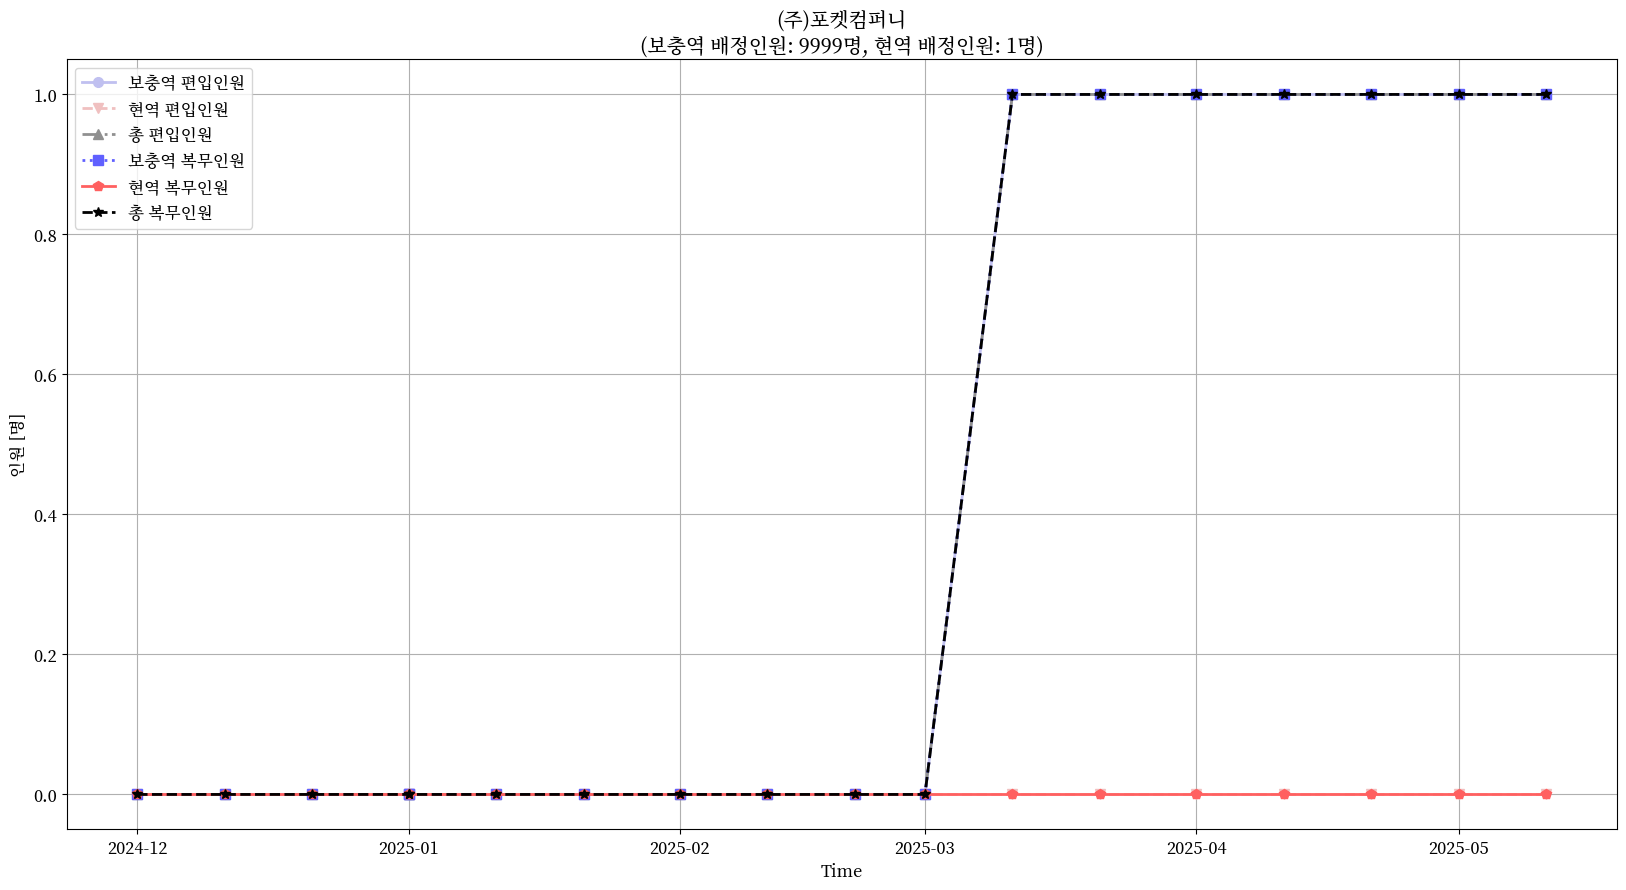 (주)포켓컴퍼니
(보충역 배정인원: 9999명, 현역 배정인원: 1명)
보충역 편입인원
현역 편입인원
총 편입인원
보충역 복무인원
현역 복무인원
총 복무인원
인원 [명]
1.0
0.8
0.6
0.4
0.2
0.0
2024-12
2025-01
2025-02
2025-03
2025-04
2025-05
Time